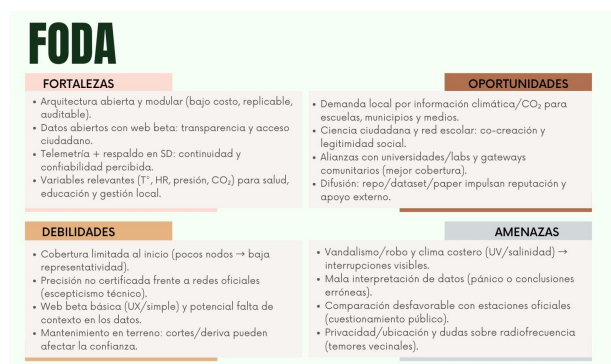 FODA
FORTALEZAS
• Arquitectura abierta y modular (bajo costo, replicable,
auditable).
• Datos abiertos con web beta: transparencia y acceso
ciudadano.
• Telemetría + respaldo en SD: continuidad y
confiabilidad percibida.
• Variables relevantes (T°, HR, presión, CO₂) para salud,
educación y gestión local.
OPORTUNIDADES
• Demanda local por información climática/CO₂ para
escuelas, municipios y medios.
• Ciencia ciudadana y red escolar: co-creación y
legitimidad social.
• Alianzas con universidades/labs y gateways
comunitarios (mejor cobertura).
• Difusión: repo/dataset/paper impulsan reputación y
apoyo externo.
DEBILIDADES
• Cobertura limitada al inicio (pocos nodos → baja
representatividad).
• Precisión no certificada frente a redes oficiales
(escepticismo técnico).
• Web beta básica (UX/simple) y potencial falta de
contexto en los datos.
• Mantenimiento en terreno: cortes/deriva pueden
afectar la confianza.
AMENAZAS
• Vandalismo/robo y clima costero (UV/salinidad) →
interrupciones visibles.
• Mala interpretación de datos (pánico o conclusiones
erróneas).
• Comparación desfavorable con estaciones oficiales
(cuestionamiento público).
• Privacidad/ubicación y dudas sobre radiofrecuencia
(temores vecinales).